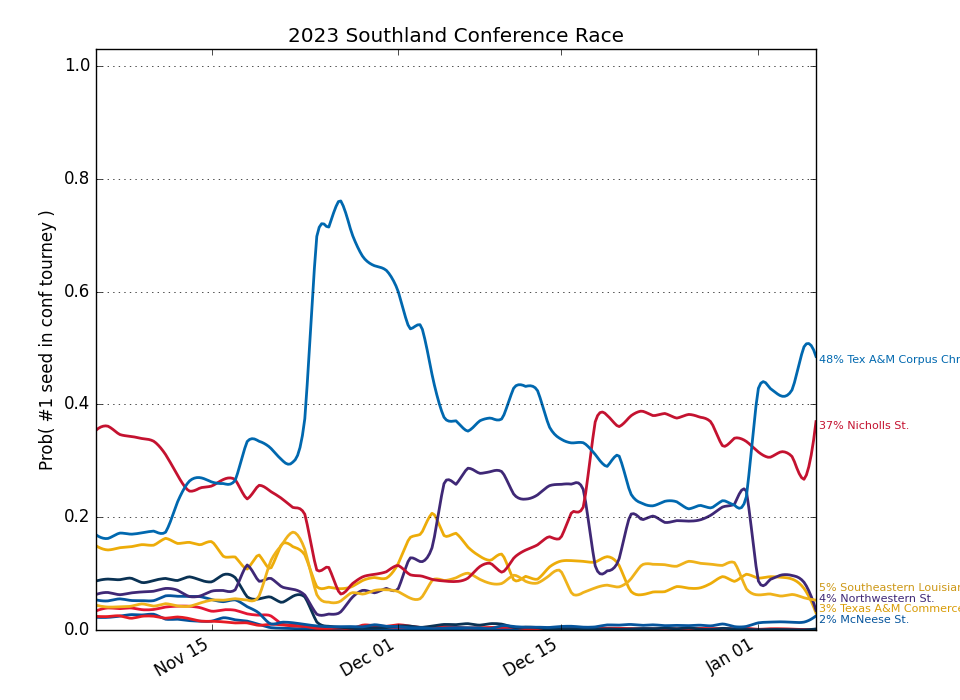 2023 Southland Conference Race
Prob( #1 seed in conf tourney )
1.0
0.8
0.6
0.4
0.2
0.0
Nov 15
Dec 01
Dec 15
Jan 01
48% Tex A&M Corpus Chr
37% Nicholls St.
5% Southeastern Louisian
4% Northwestern St.
3% Texas A&M Commerce
2% McNeese St.